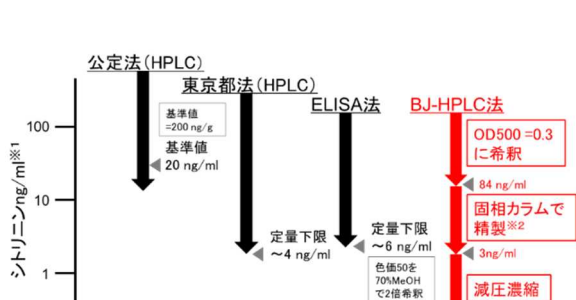 公定法（HPLC）
東京都法（HPLC）
ELISA法
BJ-HPLC法
シトリニンng/ml※1
100
10
1
基準値
=200 ng/g
基準値
20 ng/ml
定量下限
～4 ng/ml
定量下限
～6 ng/ml
色価50を
70%MeOH
で2倍希釈
OD500 =0.3
に希釈
84 ng/ml
固相カラムで
精製※2
3ng/ml
減圧濃縮